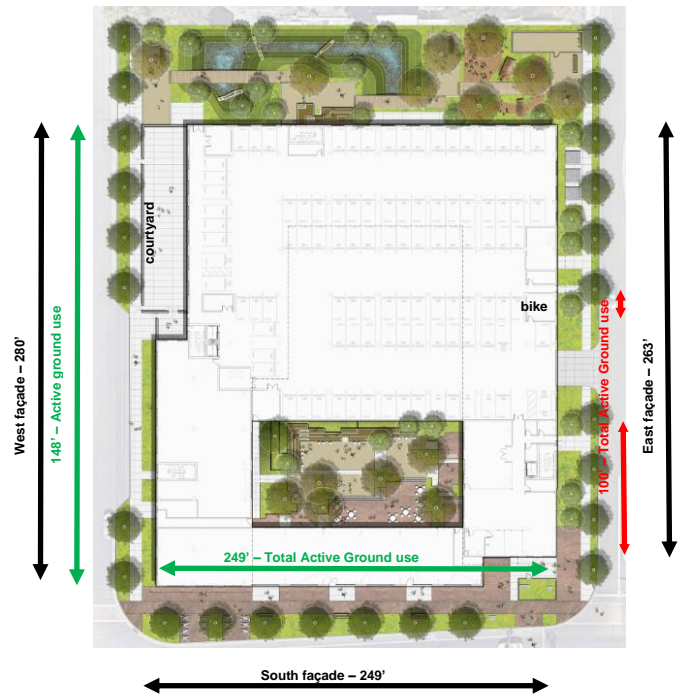 courtyard
West façade – 280’
148’ – Active ground use
bike
100’ – Total Active Ground use
East façade – 263’
249’ – Total Active Ground use
South façade – 249’